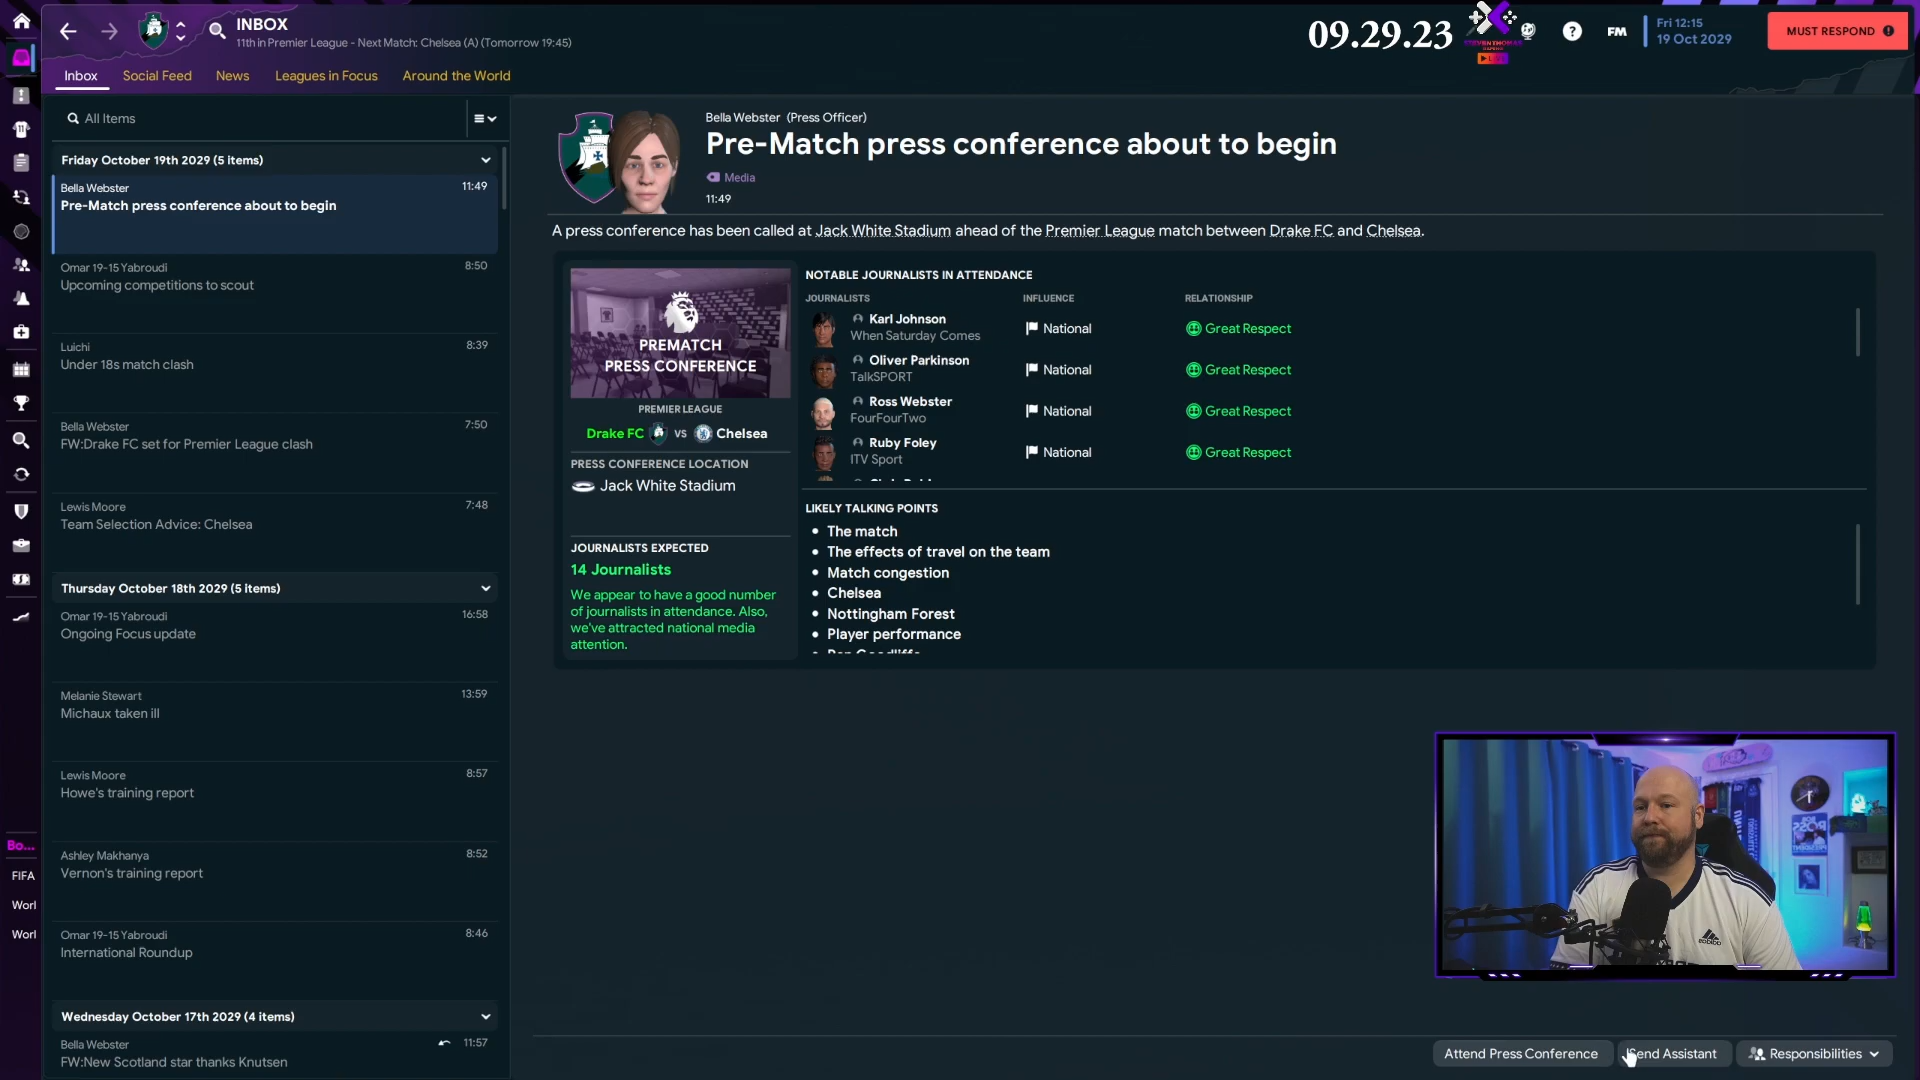 INBOX
11th in Premier League - Next Match: Chelsea (A) (Tomorrow 19:45)
09.29.23
FM
Fri 12:15
19 Oct 2029
MUST RESPOND
Inbox
Social Feed
News
Leagues in Focus
Around the World
All Items
Friday October 19th 2029 (5 items)
Bella Webster
11:49
Pre-Match press conference about to begin
Omar 19-15 Yabroudi
8:50
Upcoming competitions to scout
Luichi
8:39
Under 18s match clash
Bella Webster
7:50
FW:Drake FC set for Premier League clash
Lewis Moore
7:48
Team Selection Advice: Chelsea
Thursday October 18th 2029 (5 items)
Omar 19-15 Yabroudi
16:58
Ongoing Focus update
Melanie Stewart
13:59
Michaux taken ill
Lewis Moore
8:57
Howe's training report
Ashley Makhanya
8:52
Vernon's training report
Omar 19-15 Yabroudi
8:46
International Roundup
Wednesday October 17th 2029 (4 items)
Bella Webster
11:57
FW:New Scotland star thanks Knutsen
Bo...
FIFA
Worl
Worl
Bella Webster (Press Officer)
Pre-Match press conference about to begin
Media
11:49
A press conference has been called at Jack White Stadium ahead of the Premier League match between Drake FC and Chelsea.
PREMATCH
PRESS CONFERENCE
PREMIER LEAGUE
Drake FC VS Chelsea
PRESS CONFERENCE LOCATION
Jack White Stadium
JOURNALISTS EXPECTED
14 Journalists
We appear to have a good number
of journalists in attendance. Also,
we've attracted national media
attention.
NOTABLE JOURNALISTS IN ATTENDANCE
JOURNALISTS INFLUENCE RELATIONSHIP
Karl Johnson
When Saturday Comes
National
Great Respect
Oliver Parkinson
TalkSPORT
National
Great Respect
Ross Webster
FourFourTwo
National
Great Respect
Ruby Foley
ITV Sport
National
Great Respect
LIKELY TALKING POINTS
The match
The effects of travel on the team
Match congestion
Chelsea
Nottingham Forest
Player performance
adidas
Attend Press Conference
Send Assistant
Responsibilities